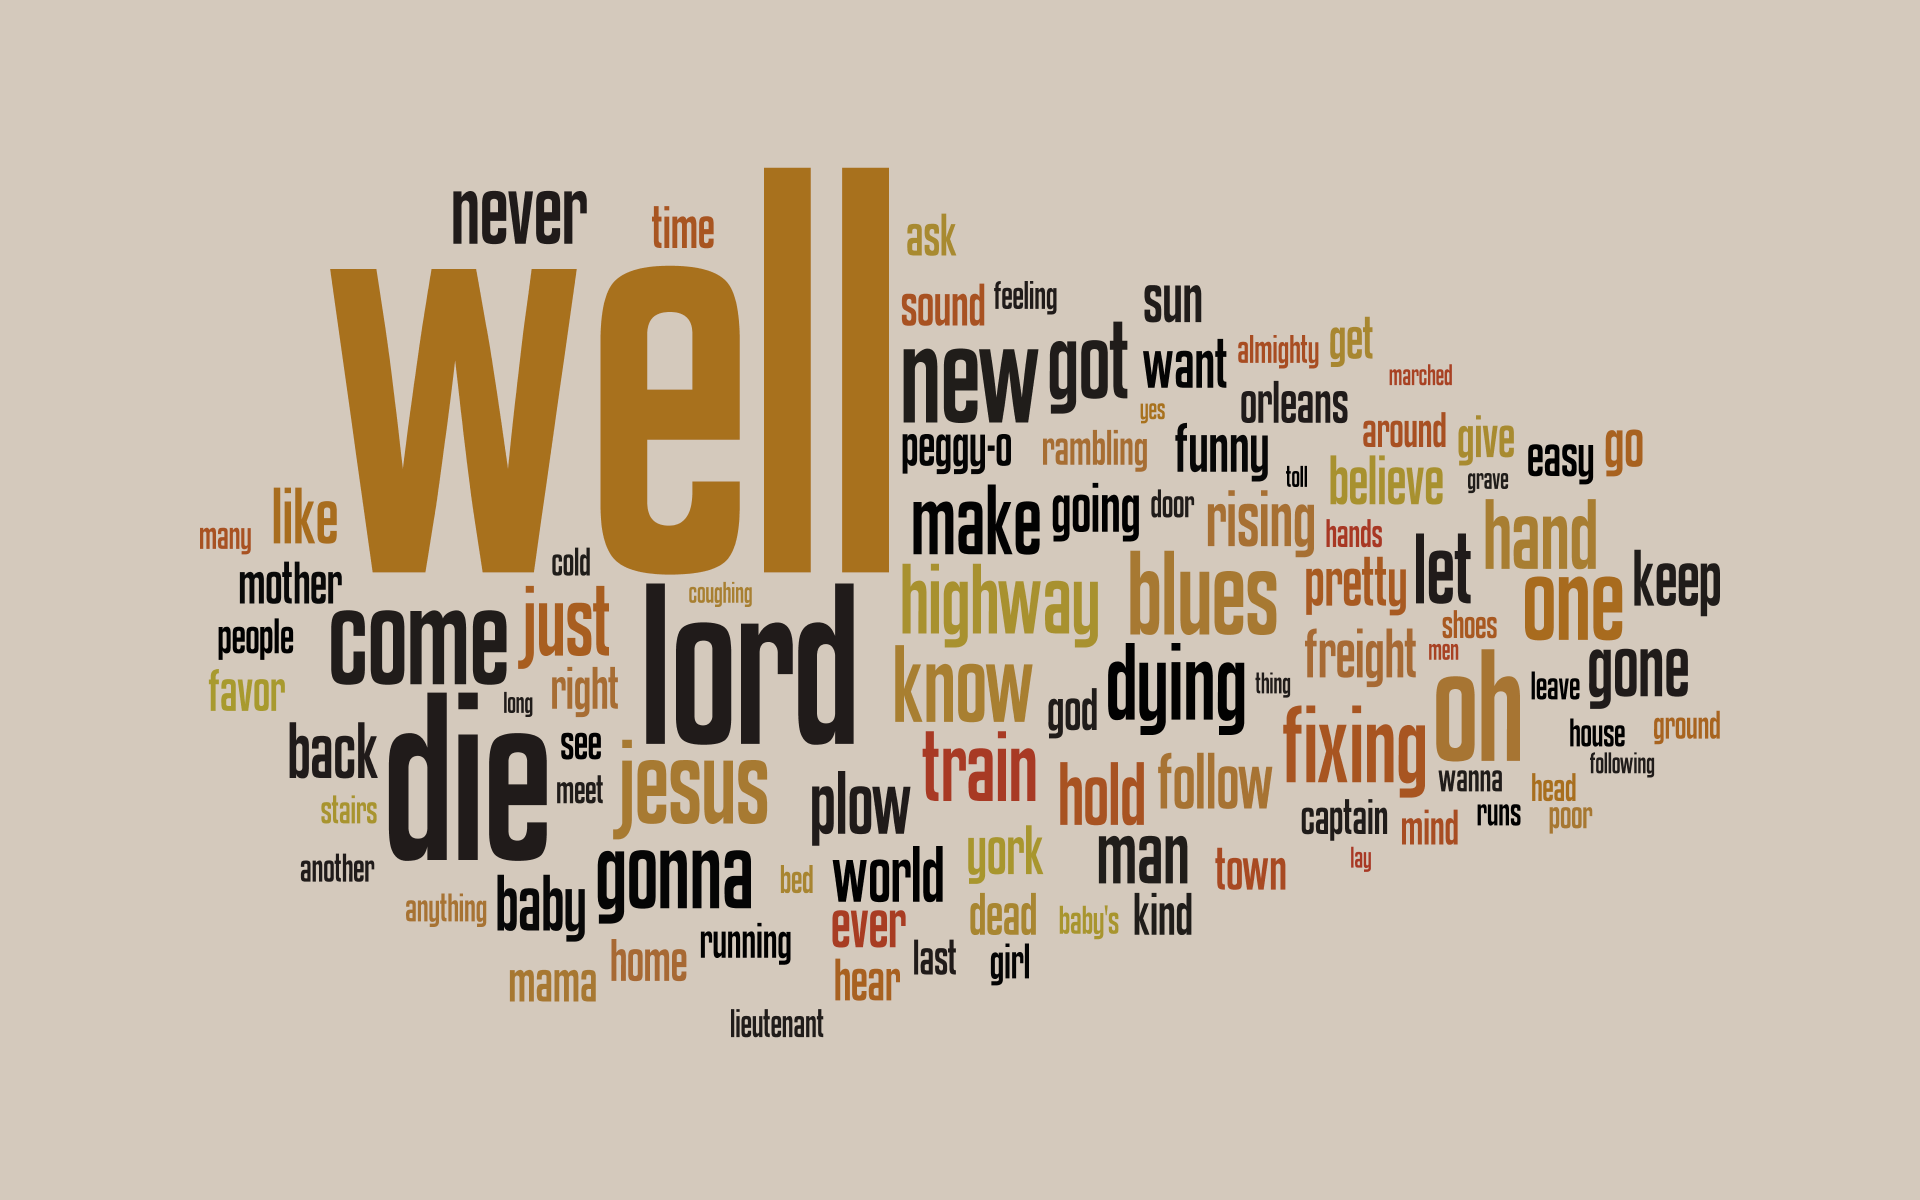 never
time
well
ask
sound
feeling
sun
new
got
want
almighty
get
marched
yes
orleans
around
give
easy
go
peggy-o
rambling
funny
toll
believe
grave
like
many
make
going
door
rising
hands
let
hand
keep
mother
cold
coughing
highway
blues
pretty
one
people
come
just
lord
shoes
men
freight
favor
long
right
know
god
dying
thing
oh
leave
gone
back
die
see
meet
jesus
train
fixing
house
ground
following
stairs
plow
hold
follow
wanna
head
poor
captain
mind
runs
another
gonna
world
york
man
town
lay
anything
baby
bed
ever
dead
baby's
kind
mama
home
running
hear
last
girl
lieutenant